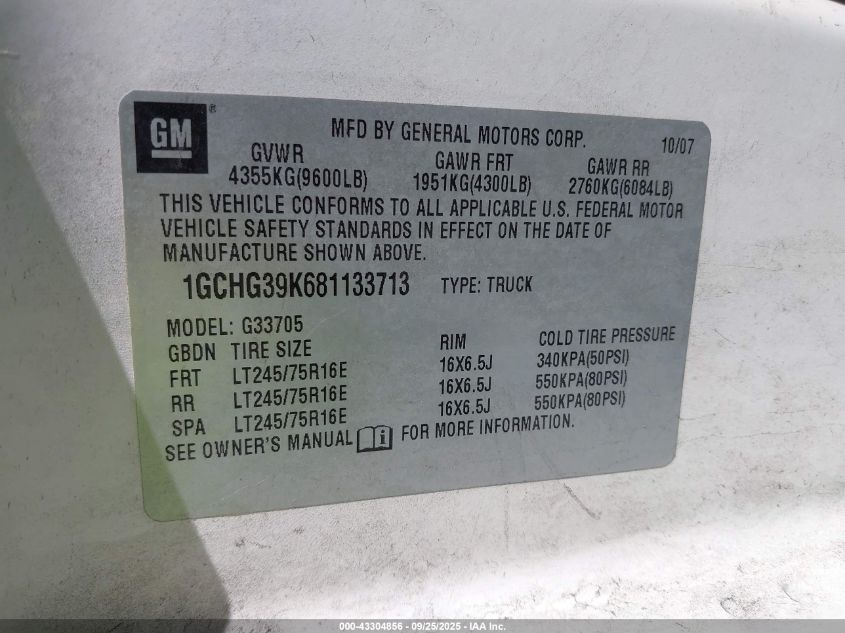 GM ®
MFD BY GENERAL MOTORS CORP. 10/07
GVWR GAWR FRT GAWR RR
4355KG(9600LB) 1951KG(4300LB) 2760KG(6084LB)
THIS VEHICLE CONFORMS TO ALL APPLICABLE U.S. FEDERAL MOTOR
VEHICLE SAFETY STANDARDS IN EFFECT ON THE DATE OF
MANUFACTURE SHOWN ABOVE.
1GCHG39K681133713 TYPE: TRUCK
MODEL: G33705
GBDN TIRE SIZE RIM COLD TIRE PRESSURE
FRT LT245/75R16E 16X6.5J 340KPA(50PSI)
RR LT245/75R16E 16X6.5J 550KPA(80PSI)
SPA LT245/75R16E 16X6.5J 550KPA(80PSI)
SEE OWNER'S MANUAL i FOR MORE INFORMATION.
000-43304856 - 09/25/2025 - IAA Inc.